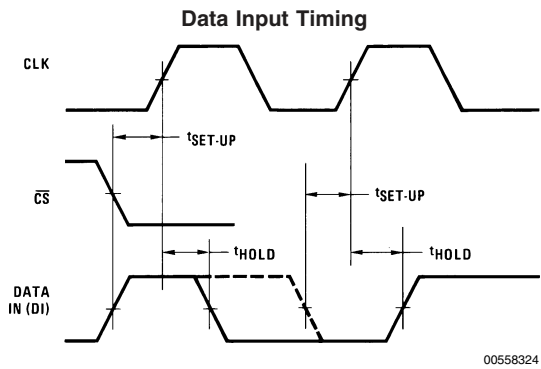 Data Input Timing
CLK
tSET-UP
CS
tSET-UP
tHOLD
tHOLD
DATA
IN (DI)
00558324